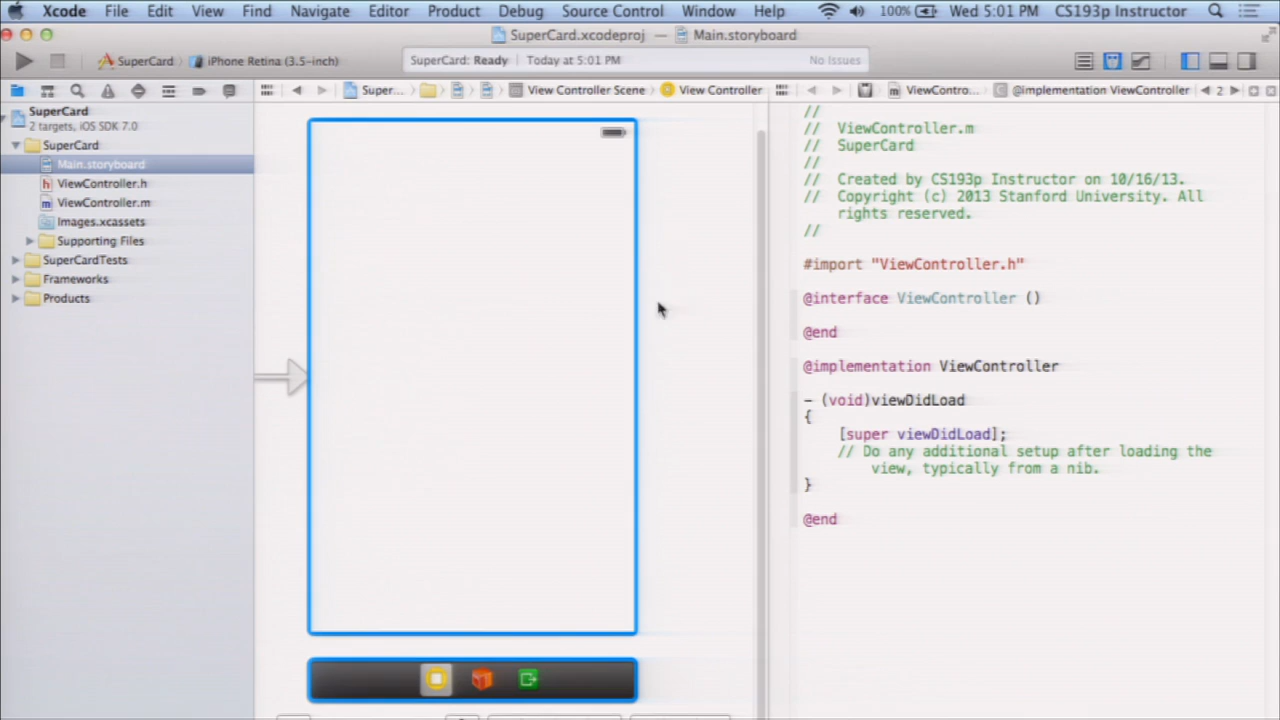 Xcode File Edit View Find Navigate Editor Product Debug Source Control Window Help 100% Wed 5:01 PM CS193p Instructor
SuperCard.xcodeproj — Main.storyboard
SuperCard iPhone Retina (3.5-inch) SuperCard: Ready Today at 5:01 PM No Issues
Super... View Controller Scene View Controller ViewContro... @implementation ViewController 2
SuperCard
2 targets, iOS SDK 7.0
SuperCard
Main.storyboard
ViewController.h
ViewController.m
Images.xcassets
Supporting Files
SuperCardTests
Frameworks
Products
//
// ViewController.m
// SuperCard
//
// Created by CS193p Instructor on 10/16/13.
// Copyright (c) 2013 Stanford University. All
rights reserved.
//
#import "ViewController.h"
@interface ViewController ()
@end
@implementation ViewController
- (void)viewDidLoad
{
[super viewDidLoad];
// Do any additional setup after loading the
view, typically from a nib.
}
@end